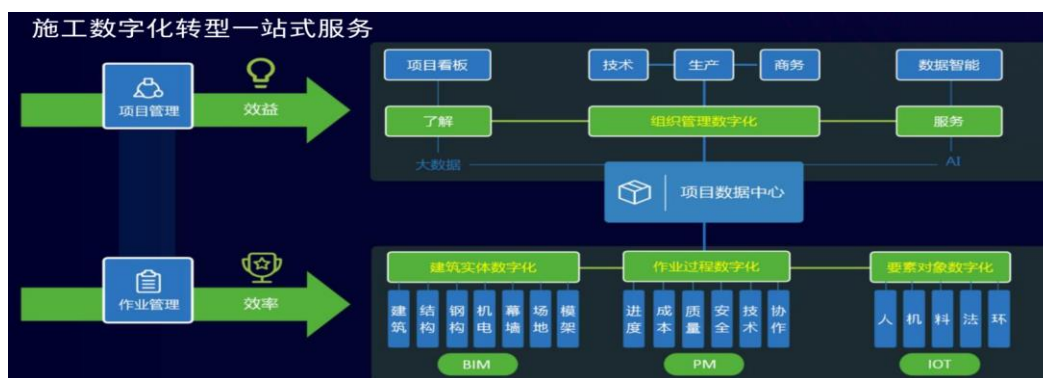 施工数字化转型一站式服务
项目看板
技术
生产
商务
数据智能
项目管理
效益
了解
组织管理数字化
服务
大数据
AI
项目数据中心
作业管理
效率
建筑实体数字化
作业过程数字化
要素对象数字化
建筑
结构
钢构
机电
幕墙
场地
模架
进度
成本
质量
安全
技术
协作
人
机
料
法
环
BIM
PM
IOT